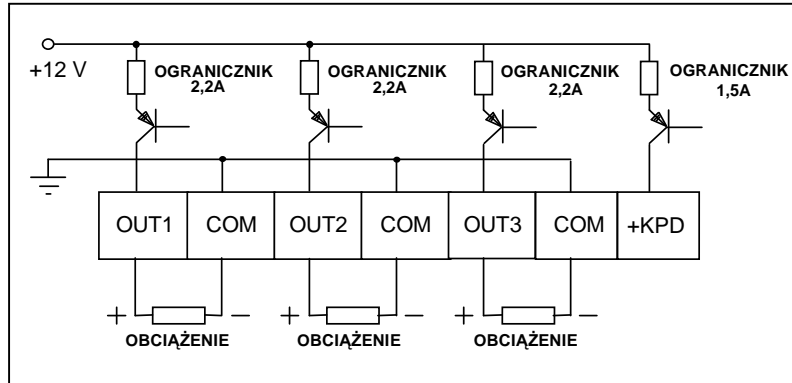 +12 V
OGRANICZNIK
2,2A
OGRANICZNIK
2,2A
OGRANICZNIK
2,2A
OGRANICZNIK
1,5A
OUT1 COM OUT2 COM OUT3 COM +KPD
+ − + − + −
OBCIĄŻENIE OBCIĄŻENIE OBCIĄŻENIE